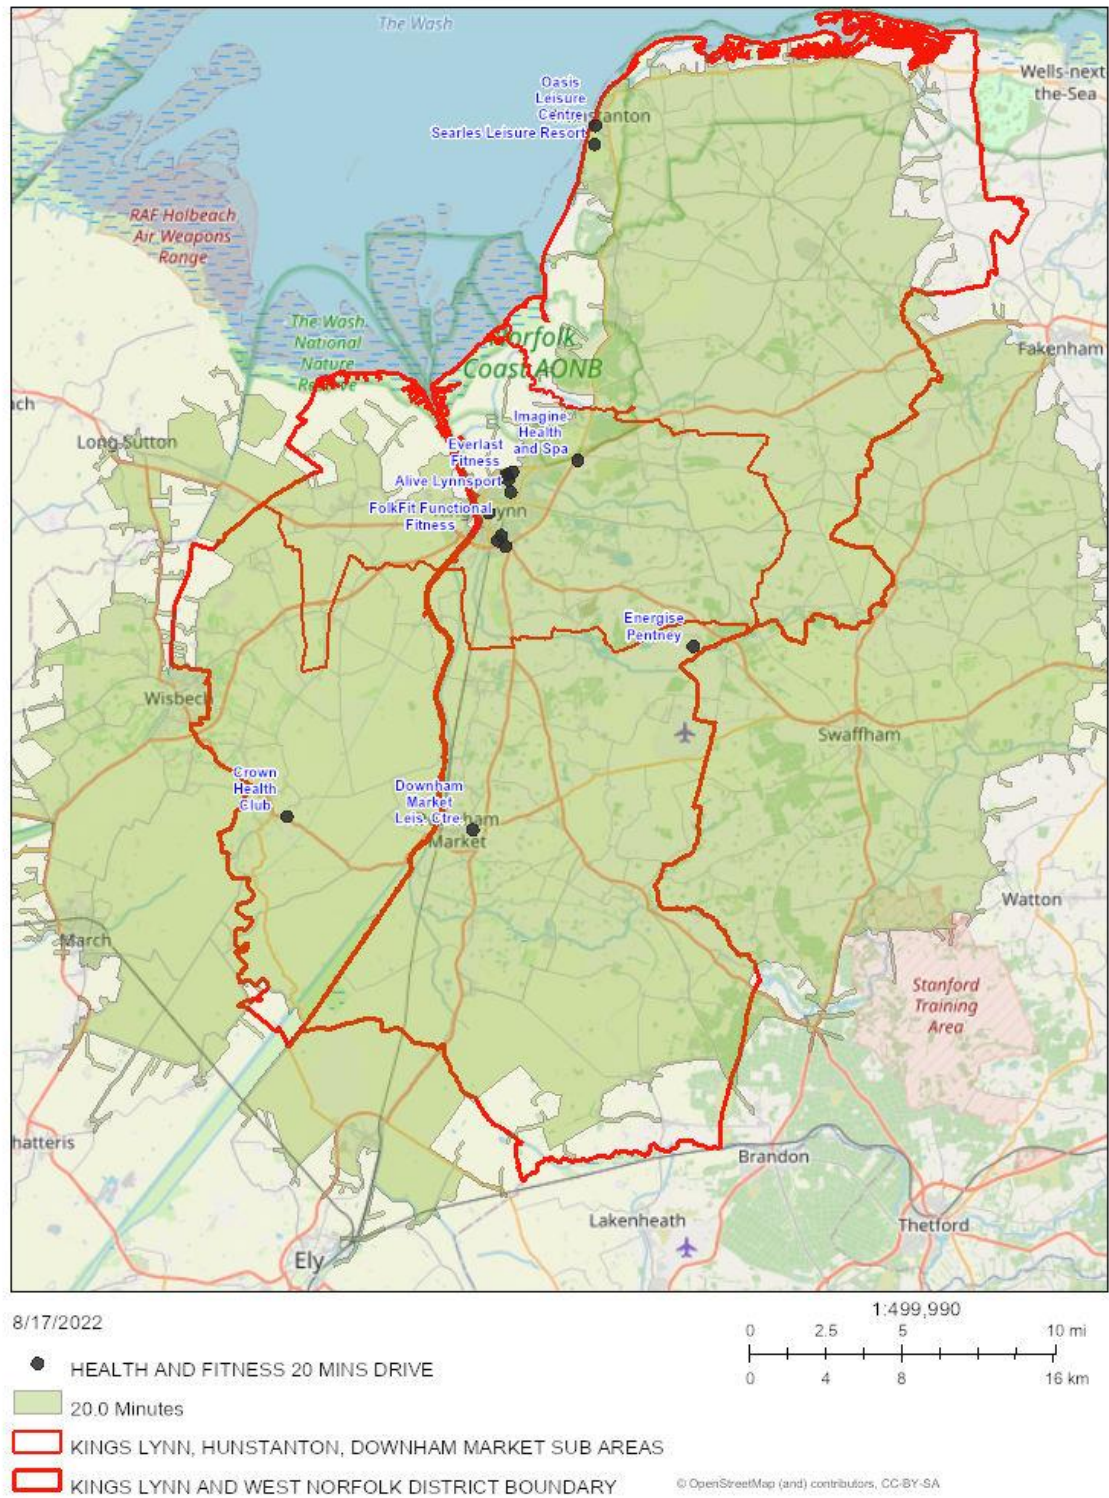 The Wash
Wells-next
the-Sea
Oasis
Leisure
Centre
stanton
Searles Leisure Resort
RAF Holbeach
Air Weapons
Range
The Wash
National
Nature
Reserve
Norfolk
Coast AONB
Fakenham
ch
Long Sutton
Imagine
Health
and Spa
Everlast
Fitness
Alive Lynnsport
FolkFit Functional
Fitness
Lynn
Energise
Pentney
Wisbech
Swaffham
Crown
Health
Club
Downham
Market
Leis. Ctre
ham
Market
Watton
March
Stanford
Training
Area
hatteris
Brandon
Lakenheath
Thetford
Ely
8/17/2022
1:499,990
0 2.5 5 10 mi
0 4 8 16 km
HEALTH AND FITNESS 20 MINS DRIVE
20.0 Minutes
KINGS LYNN, HUNSTANTON, DOWNHAM MARKET SUB AREAS
KINGS LYNN AND WEST NORFOLK DISTRICT BOUNDARY
© OpenStreetMap (and) contributors, CC-BY-SA